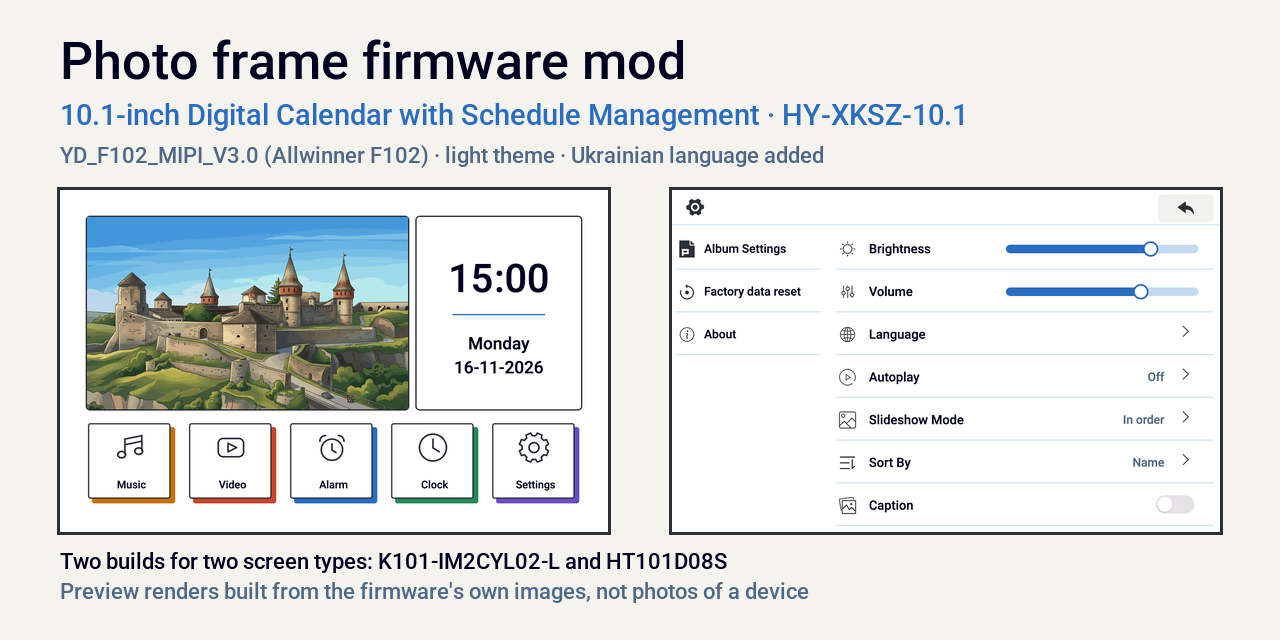 Photo frame firmware mod
10.1-inch Digital Calendar with Schedule Management · HY-XKSZ-10.1
YD_F102_MIPI_V3.0 (Allwinner F102) · light theme · Ukrainian language added
15:00
Monday
16-11-2026
Music
Video
Alarm
Clock
Settings
Album Settings
Factory data reset
About
Brightness
Volume
Language
Autoplay Off
Slideshow Mode In order
Sort By Name
Caption
Two builds for two screen types: K101-IM2CYL02-L and HT101D08S
Preview renders built from the firmware's own images, not photos of a device